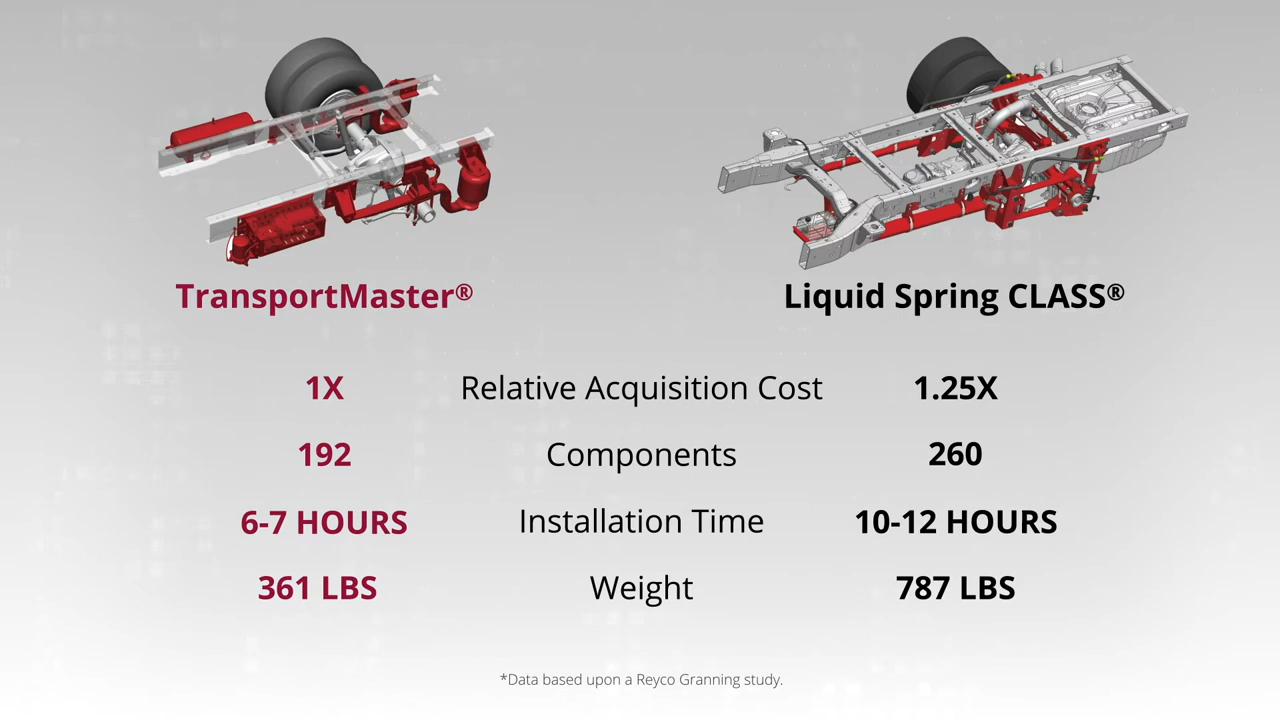 TransportMaster®
Liquid Spring CLASS®
1X Relative Acquisition Cost 1.25X
192 Components 260
6-7 HOURS Installation Time 10-12 HOURS
361 LBS Weight 787 LBS
*Data based upon a Reyco Granning study.